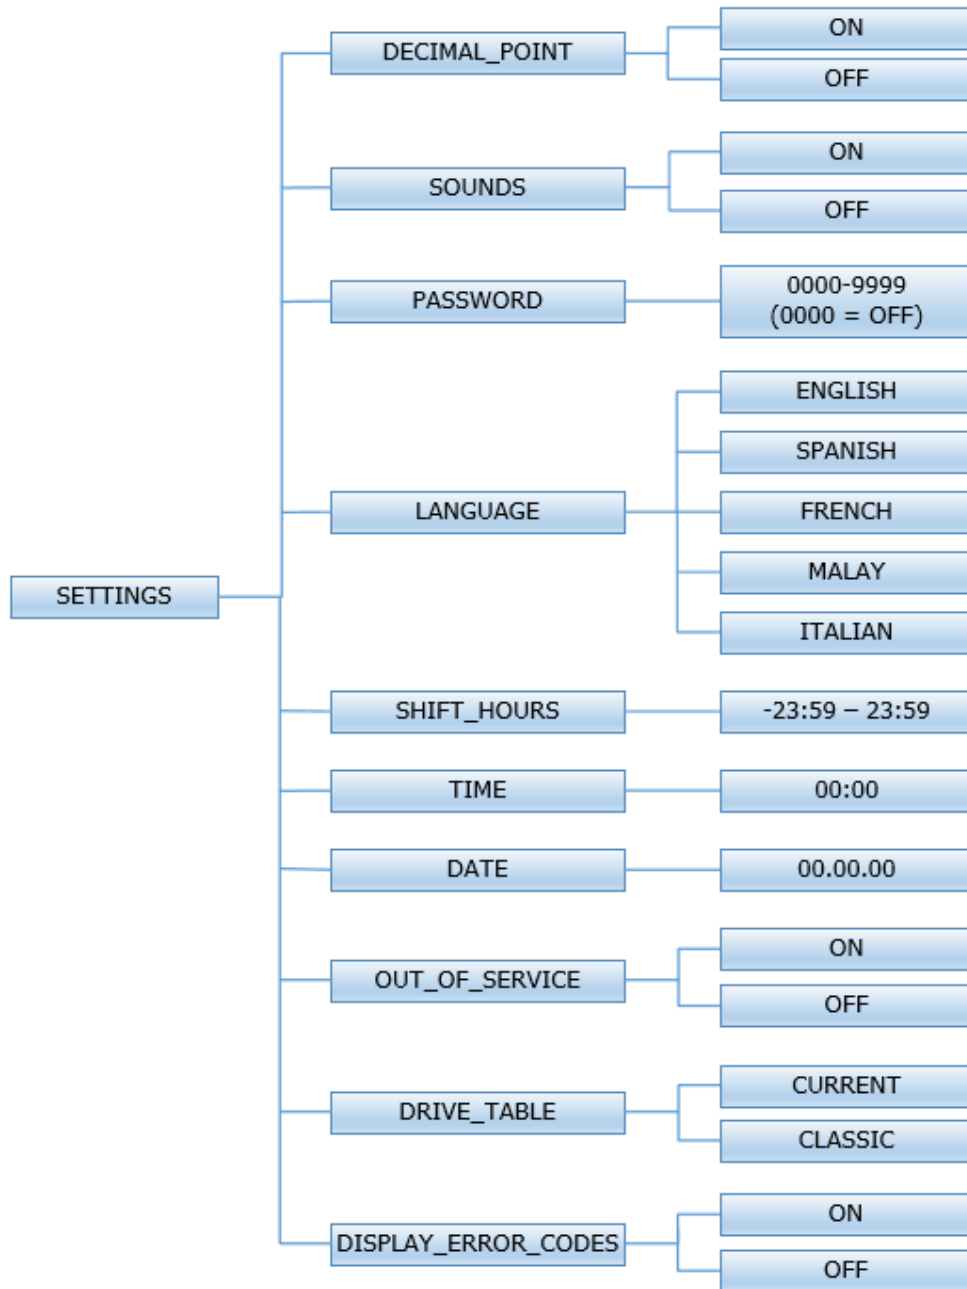 SETTINGS
DECIMAL_POINT
ON
OFF
SOUNDS
ON
OFF
PASSWORD
0000-9999
(0000 = OFF)
LANGUAGE
ENGLISH
SPANISH
FRENCH
MALAY
ITALIAN
SHIFT_HOURS
-23:59 – 23:59
TIME
00:00
DATE
00.00.00
OUT_OF_SERVICE
ON
OFF
DRIVE_TABLE
CURRENT
CLASSIC
DISPLAY_ERROR_CODES
ON
OFF